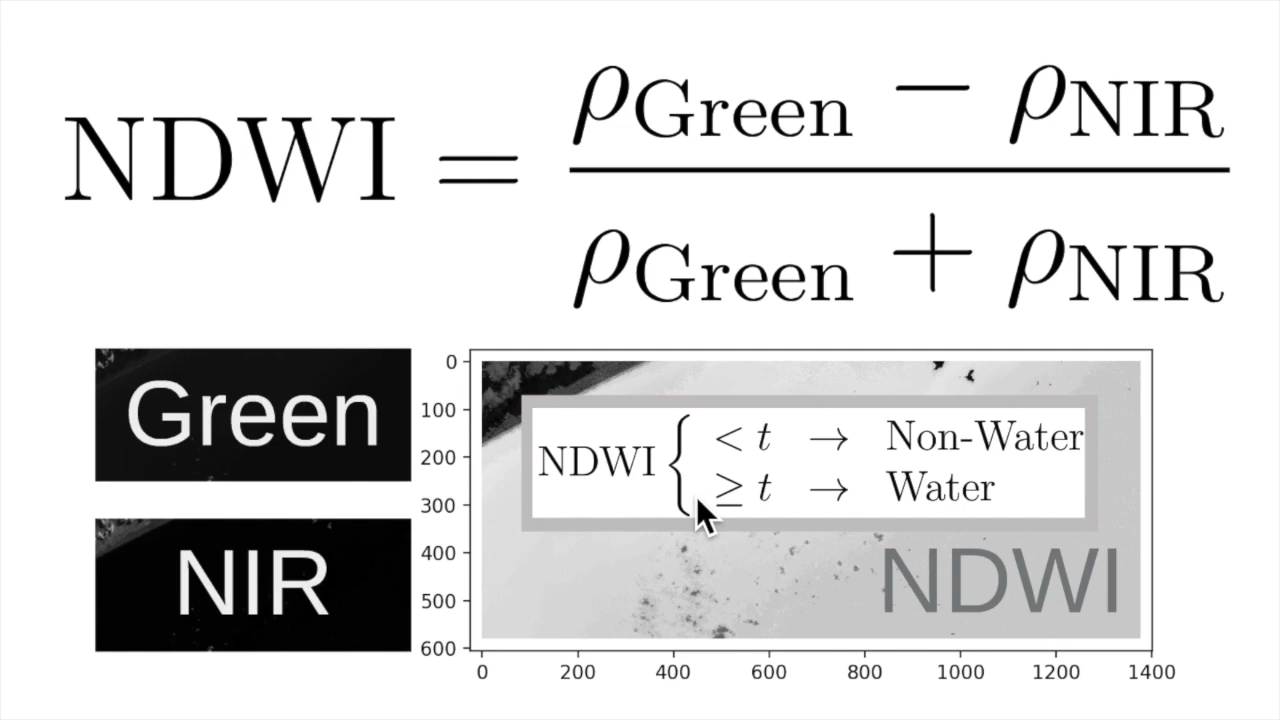 NDWI = ρGreen − ρNIR
ρGreen + ρNIR
Green
NIR
NDWI { < t → Non-Water
≥ t → Water
NDWI
0
100
200
300
400
500
600
0 200 400 600 800 1000 1200 1400